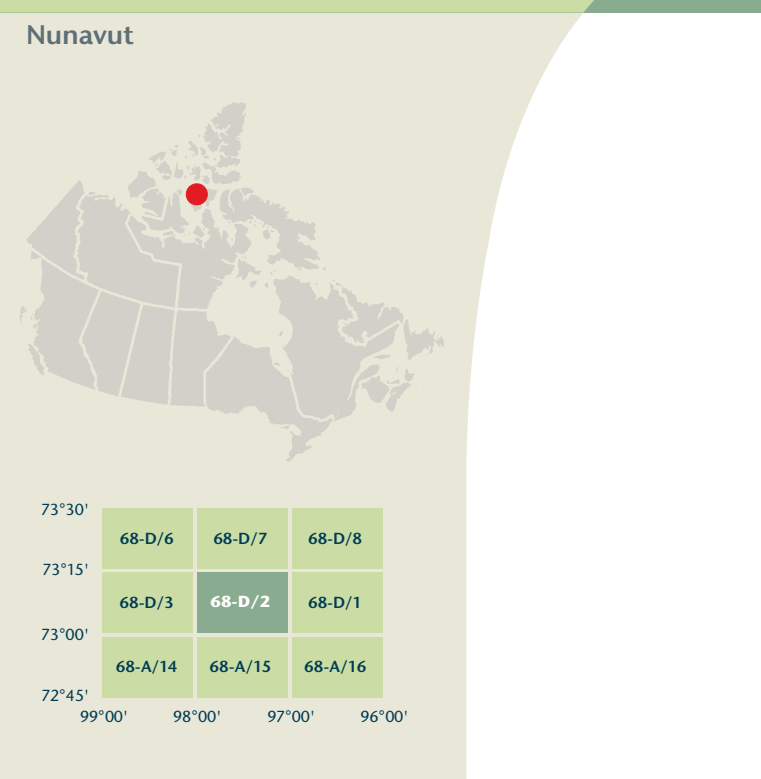 Nunavut
73°30'
68-D/6 68-D/7 68-D/8
73°15'
68-D/3 68-D/2 68-D/1
73°00'
68-A/14 68-A/15 68-A/16
72°45'
99°00' 98°00' 97°00' 96°00'